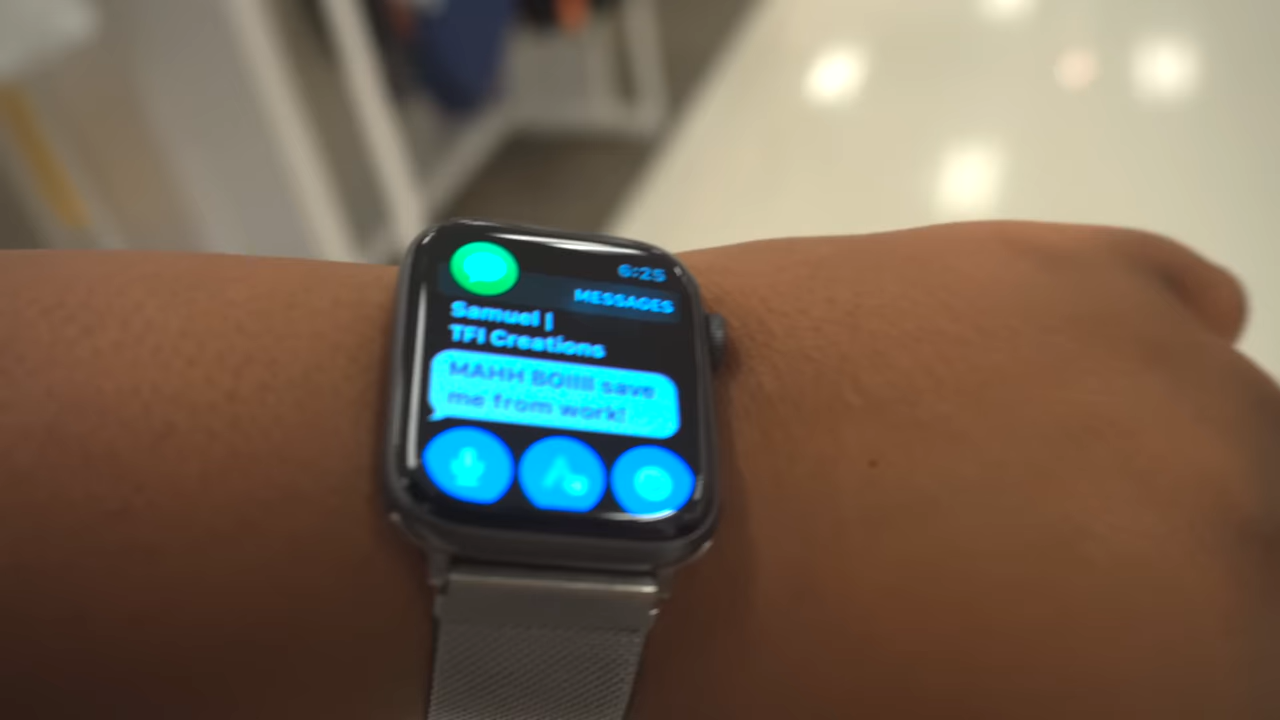 6:25
MESSAGES
Samuel |
TFI Creations
MAHH BOIIII save
me from work!